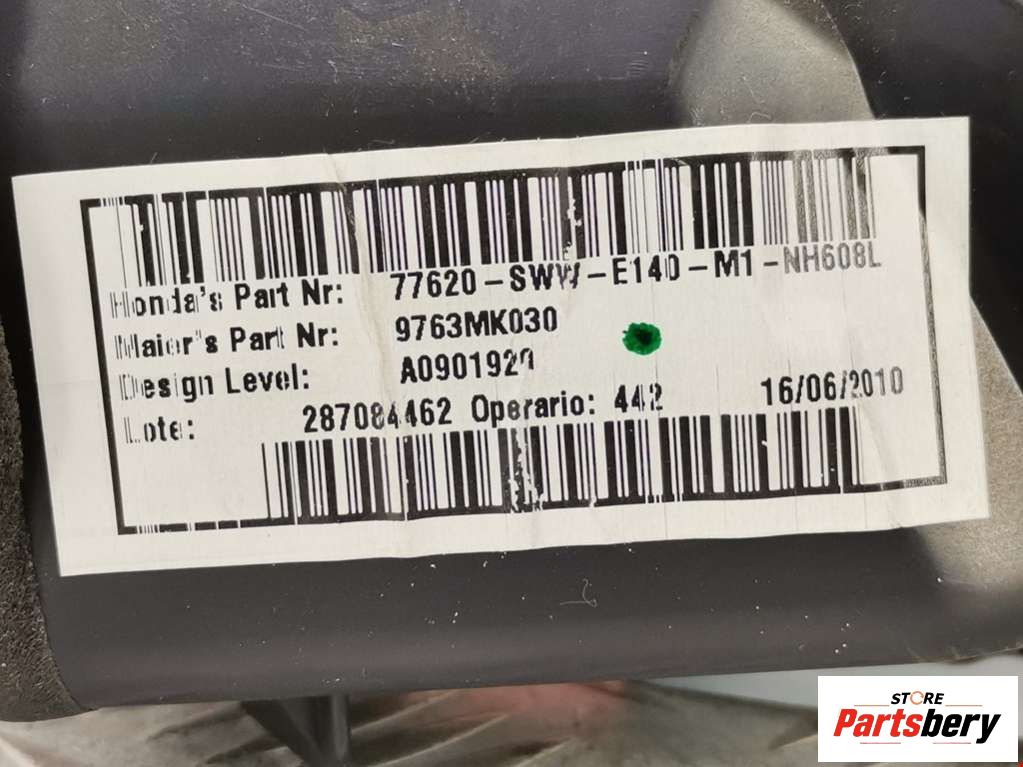 Honda's Part Nr: 77620-SWW-E140-M1-NH608L
Maier's Part Nr: 9763MK030
Design Level: A0901920
Lote: 287084462 Operario: 442 16/06/2010
STORE
Partsbery